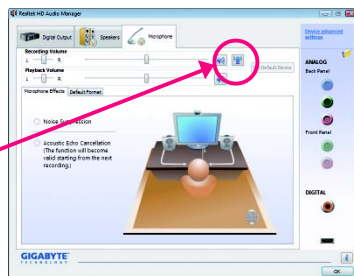 Realtek HD Audio Manager
Digital Output
Speakers
Microphone
Device advanced
settings
Recording Volume
L
R
Playback Volume
L
R
Default Device
Microphone Effects
Default Format
Noise Suppression
Acoustic Echo Cancellation
(The function will become
valid starting from the next
recording.)
ANALOG
Back Panel
Front Panel
DIGITAL
GIGABYTE
TECHNOLOGY
i
OK